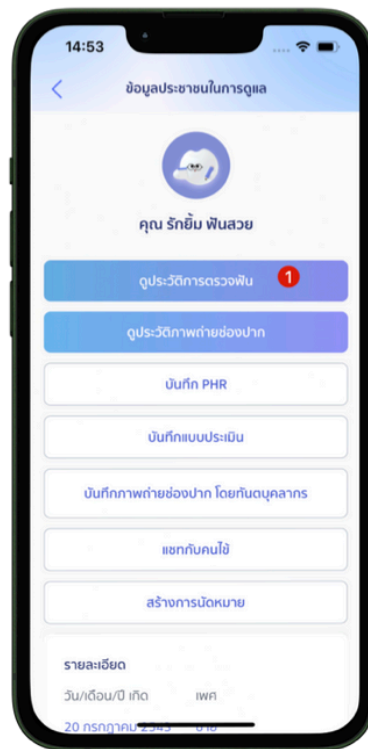 14:53
ข้อมูลประชาชนในการดูแล
คุณ รักยิ้ม ฟันสวย
ดูประวัติการตรวจฟัน 1
ดูประวัติภาพถ่ายช่องปาก
บันทึก PHR
บันทึกแบบประเมิน
บันทึกภาพถ่ายช่องปาก โดยทันตบุคลากร
แชทกับคนไข้
สร้างการนัดหมาย
รายละเอียด
วัน/เดือน/ปี เกิด เพศ
20 กรกฎาคม 2543 ชาย